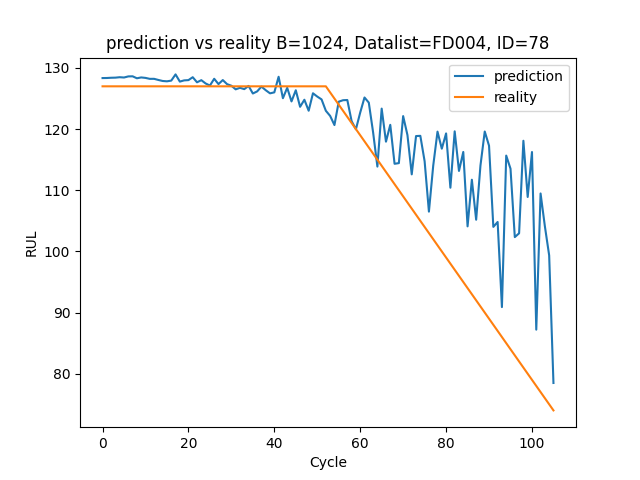 prediction vs reality B=1024, Datalist=FD004, ID=78
prediction
reality
RUL
130
120
110
100
90
80
0 20 40 60 80 100
Cycle